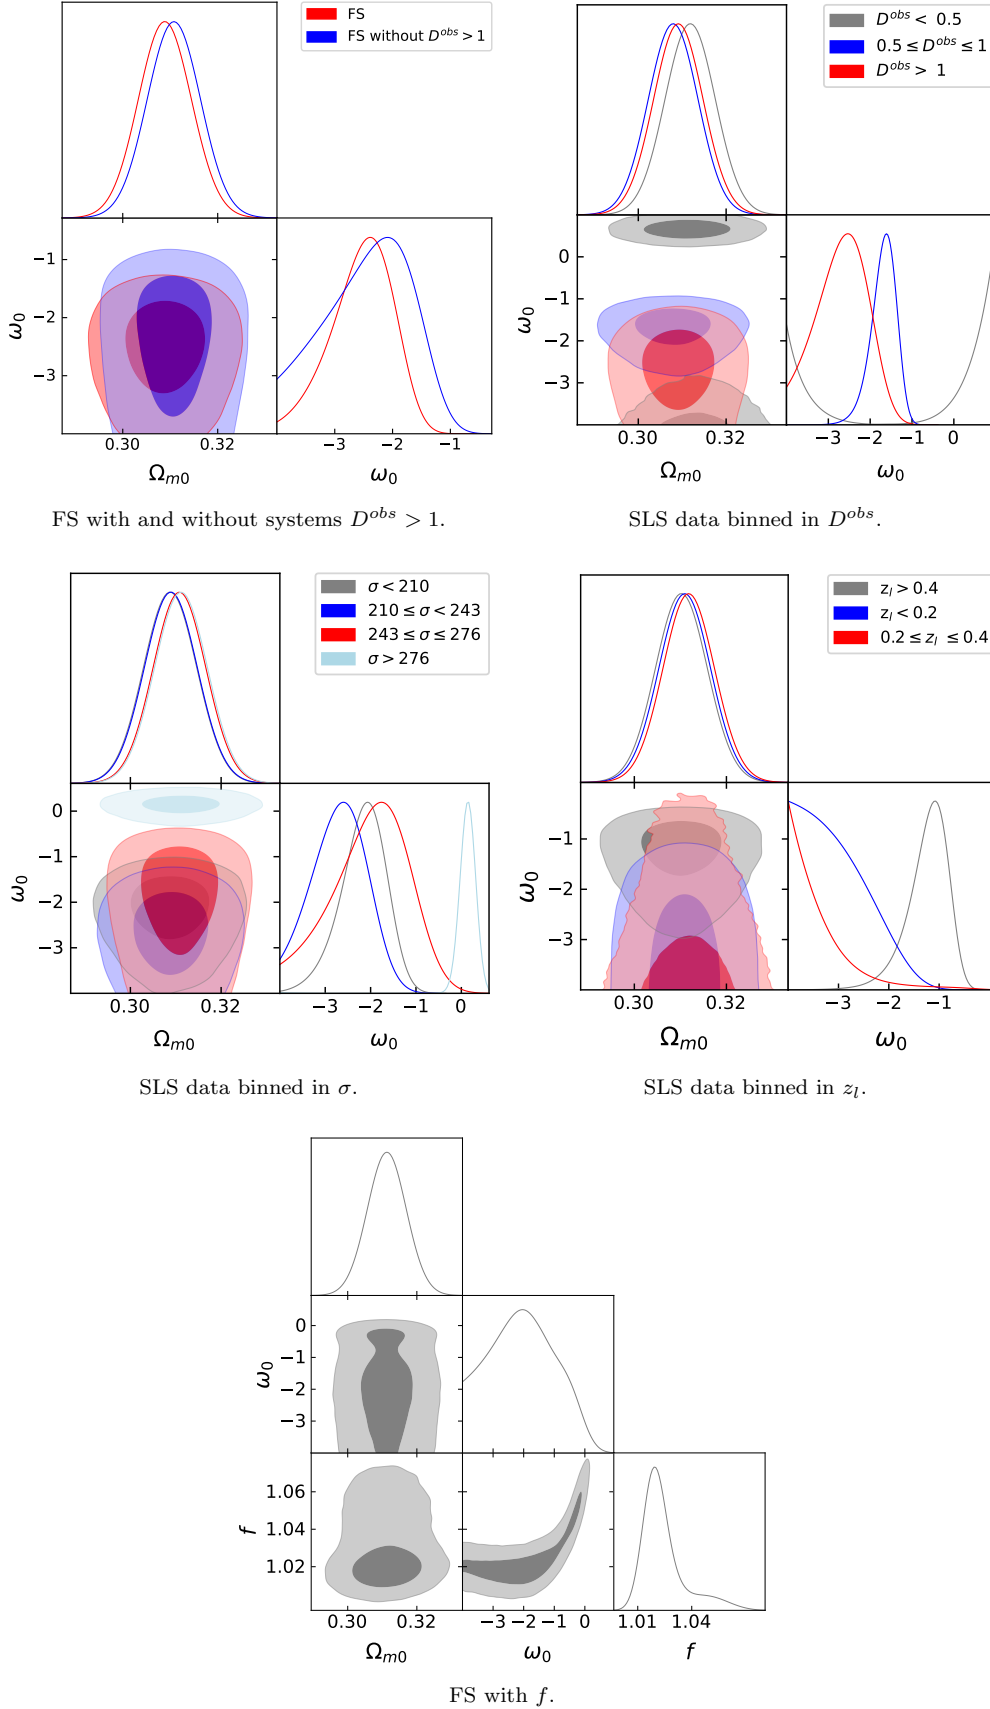 FS
FS without D^obs > 1
−1
−2
−3
ω0
0.30
0.32
Ωm0
−3
−2
−1
ω0
FS with and without systems D^obs > 1.
D^obs < 0.5
0.5 ≤ D^obs ≤ 1
D^obs > 1
0
−1
−2
−3
ω0
0.30
0.32
Ωm0
−3
−2
−1
0
ω0
SLS data binned in D^obs.
σ < 210
210 ≤ σ < 243
243 ≤ σ ≤ 276
σ > 276
0
−1
−2
−3
ω0
0.30
0.32
Ωm0
−3
−2
−1
0
ω0
SLS data binned in σ.
z_l > 0.4
z_l < 0.2
0.2 ≤ z_l ≤ 0.4
−1
−2
−3
ω0
0.30
0.32
Ωm0
−3
−2
−1
ω0
SLS data binned in z_l.
0
−1
−2
−3
ω0
1.06
1.04
1.02
f
0.30
0.32
Ωm0
−3
−2
−1
0
ω0
1.01
1.04
f
FS with f.